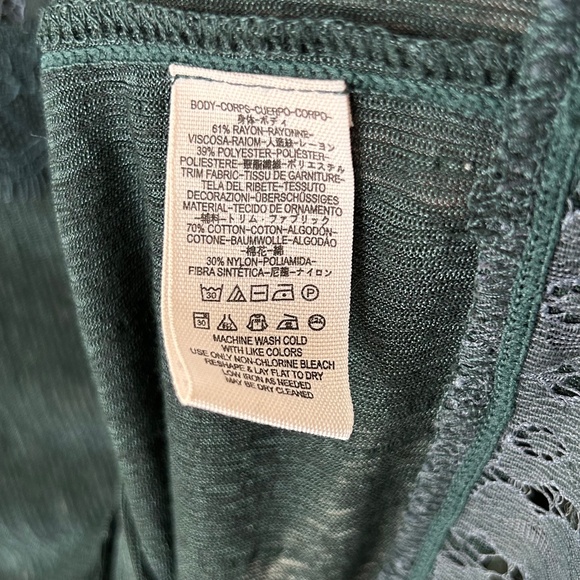 BODY-CORPS-CUERPO-CORPO-
身体-ボディ
61% RAYON-RAYONNE-
VISCOSA-RAIOM-人造絲-レーヨン
39% POLYESTER-POLIÉSTER-
POLIESTERE-聚脂纖維-ポリエステル
TRIM FABRIC-TISSU DE GARNITURE-
TELA DEL RIBETE-TESSUTO
DECORAZIONI-ÜBERSCHÜSSIGES
MATERIAL-TECIDO DE ORNAMENTO
-辅料-トリム・ファブリック
70% COTTON-COTON-ALGODÓN-
COTONE-BAUMWOLLE-ALGODÃO
-棉花-綿
30% NYLON-POLIAMIDA-
FIBRA SINTÉTICA-尼龍-ナイロン
30 P
30
MACHINE WASH COLD
WITH LIKE COLORS
USE ONLY NON-CHLORINE BLEACH
RESHAPE & LAY FLAT TO DRY
LOW IRON AS NEEDED
MAY BE DRY CLEANED